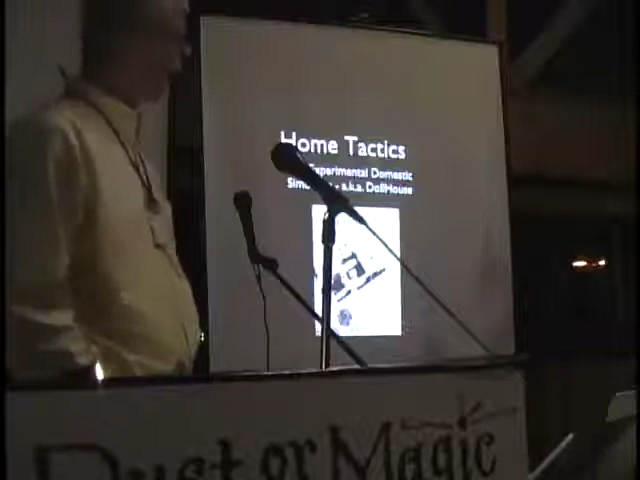 Home Tactics
Experimental Domestic
a.k.a. DollHouse
Dust or Magic